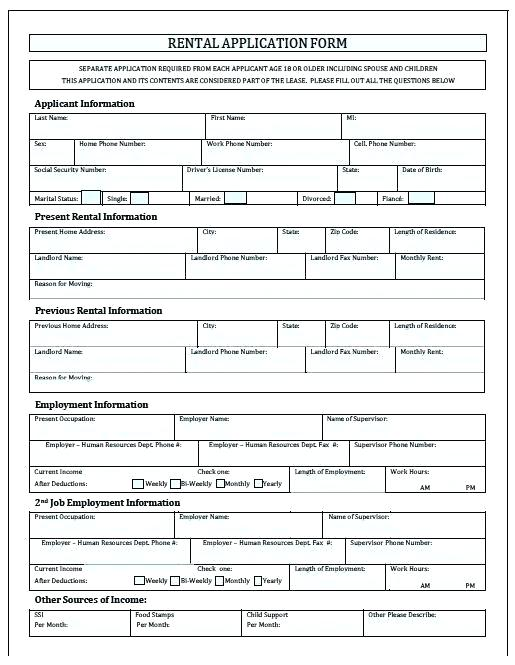 RENTAL APPLICATION FORM
SEPARATE APPLICATION REQUIRED FROM EACH APPLICANT AGE 18 OR OLDER INCLUDING SPOUSE AND CHILDREN
THIS APPLICATION AND ITS CONTENTS ARE CONSIDERED PART OF THE LEASE. PLEASE FILL OUT ALL THE QUESTIONS BELOW
Applicant Information
Last Name: First Name: MI:
Sex: Home Phone Number: Work Phone Number: Cell. Phone Number:
Social Security Number: Driver's License Number: State: Date of Birth:
Marital Status: Single: Married: Divorced: Fiancé:
Present Rental Information
Present Home Address: City: State: Zip Code: Length of Residence:
Landlord Name: Landlord Phone Number: Landlord Fax Number: Monthly Rent:
Reason for Moving:
Previous Rental Information
Previous Home Address: City: State: Zip Code: Length of Residence:
Landlord Name: Landlord Phone Number: Landlord Fax Number: Monthly Rent:
Reason for Moving:
Employment Information
Present Occupation: Employer Name: Name of Supervisor:
Employer – Human Resources Dept. Phone #: Employer – Human Resources Dept. Fax #: Supervisor Phone Number:
Current Income Check one: Length of Employment: Work Hours:
After Deductions: Weekly Bi-Weekly Monthly Yearly AM PM
2nd Job Employment Information
Present Occupation: Employer Name: Name of Supervisor:
Employer – Human Resources Dept. Phone #: Employer – Human Resources Dept. Fax #: Supervisor Phone Number:
Current Income Check one: Length of Employment: Work Hours:
After Deductions: Weekly Bi-Weekly Monthly Yearly AM PM
Other Sources of Income:
SSI Food Stamps Child Support Other Please Describe:
Per Month: Per Month: Per Month: